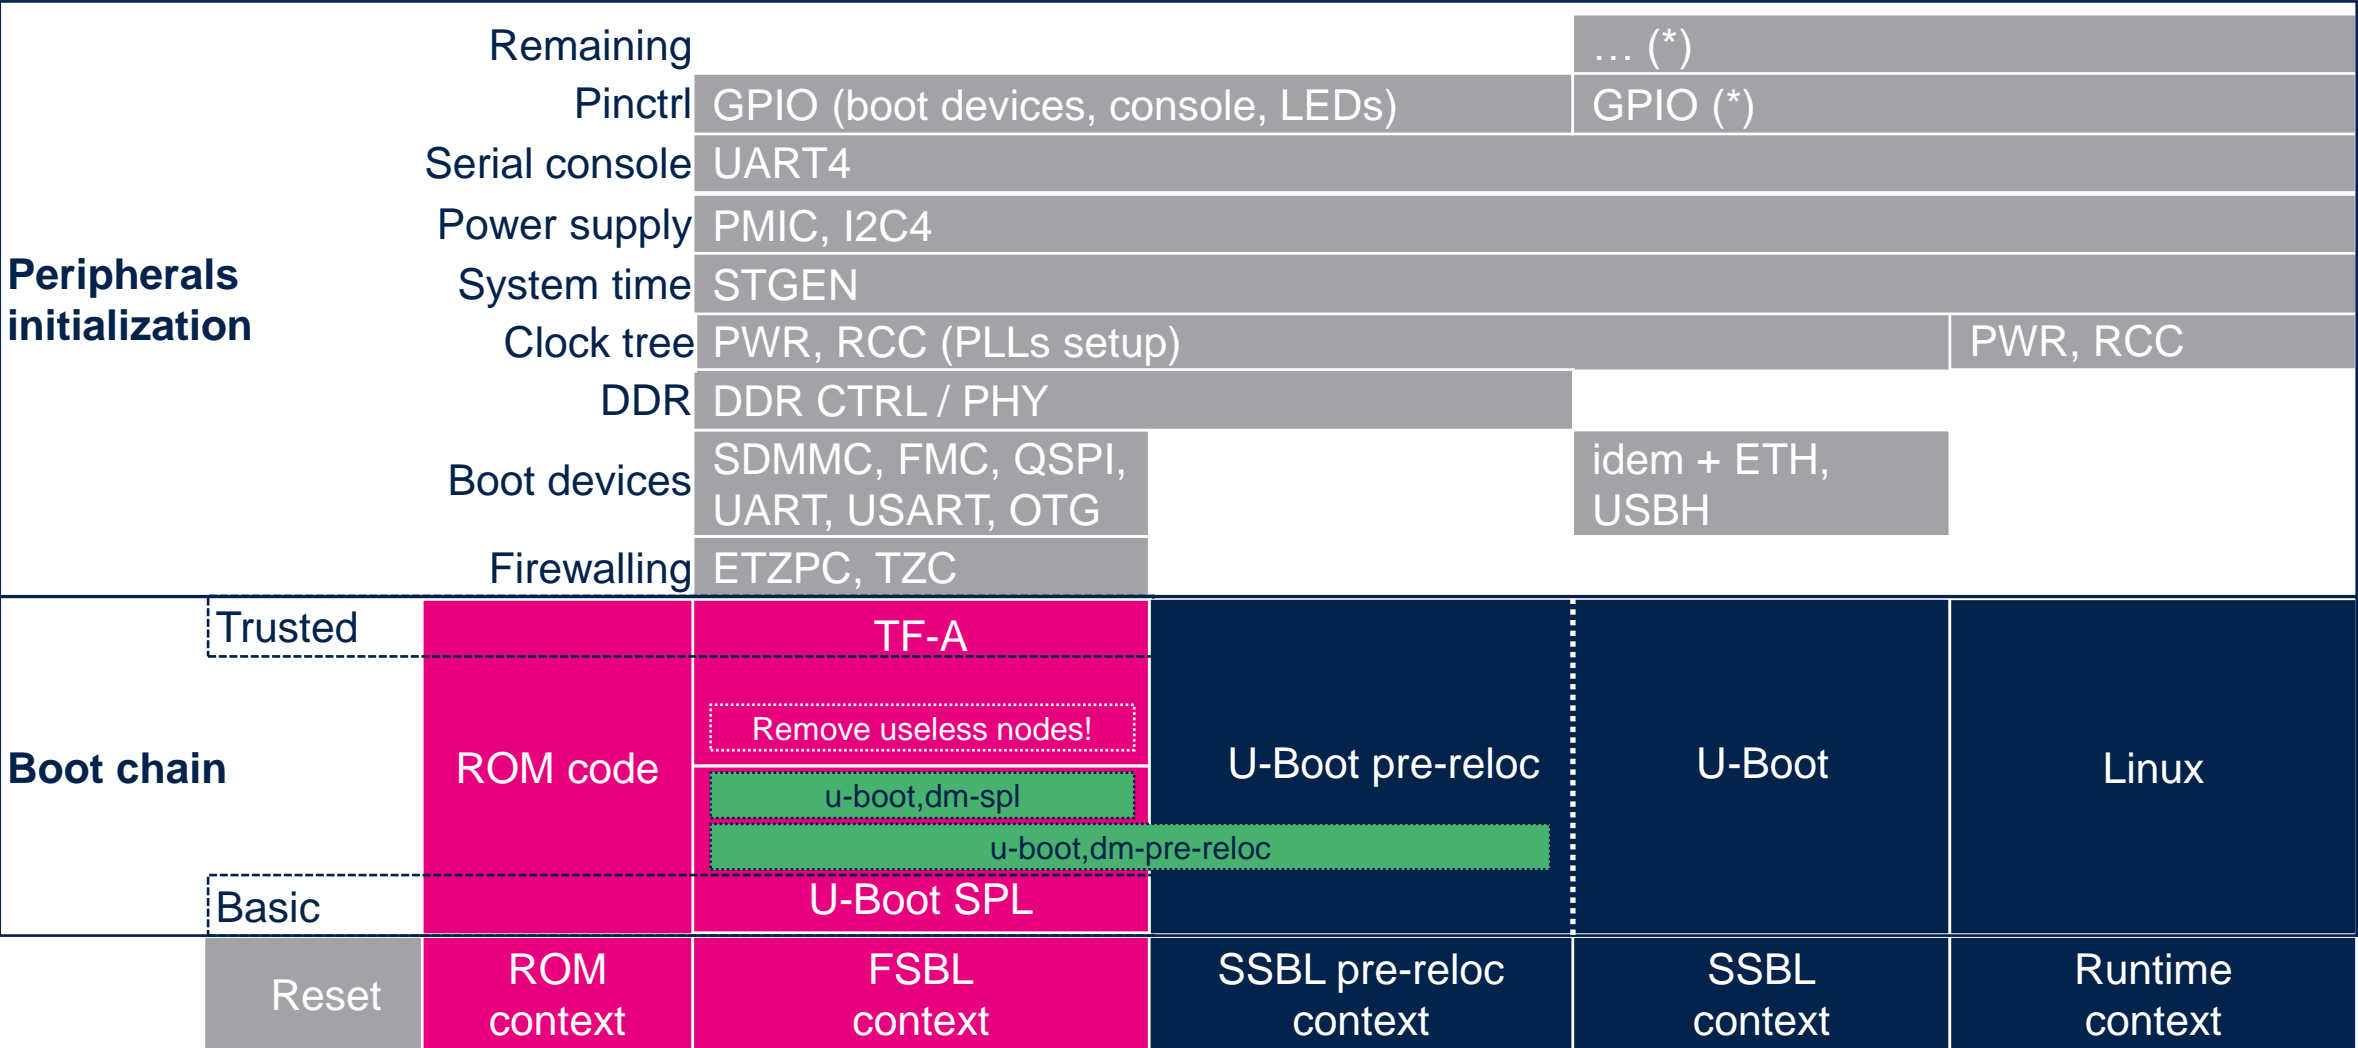 Remaining
… (*)
Pinctrl
GPIO (boot devices, console, LEDs)
GPIO (*)
Serial console
UART4
Power supply
PMIC, I2C4
Peripherals
initialization
System time
STGEN
Clock tree
PWR, RCC (PLLs setup)
PWR, RCC
DDR
DDR CTRL / PHY
Boot devices
SDMMC, FMC, QSPI,
UART, USART, OTG
idem + ETH,
USBH
Firewalling
ETZPC, TZC
Trusted
TF-A
Remove useless nodes!
Boot chain
ROM code
U-Boot pre-reloc
U-Boot
Linux
u-boot,dm-spl
u-boot,dm-pre-reloc
Basic
U-Boot SPL
Reset
ROM
context
FSBL
context
SSBL pre-reloc
context
SSBL
context
Runtime
context